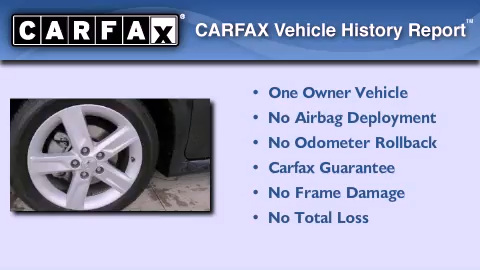 CARFAX® CARFAX Vehicle History Report™
• One Owner Vehicle
• No Airbag Deployment
• No Odometer Rollback
• Carfax Guarantee
• No Frame Damage
• No Total Loss